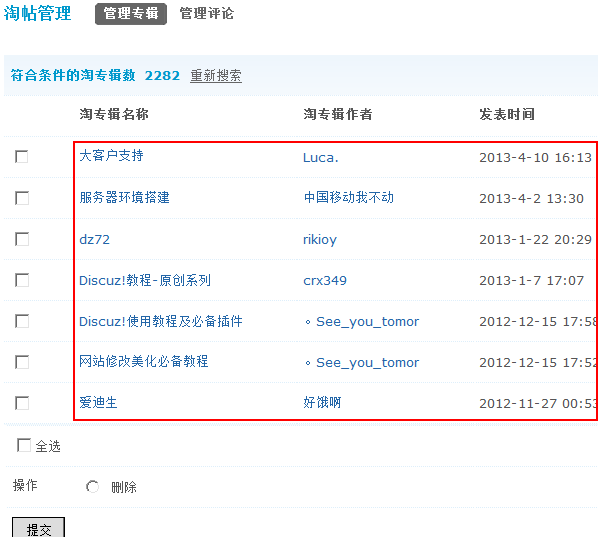 淘帖管理 管理专辑 管理评论
符合条件的淘专辑数 2282 重新搜索
淘专辑名称 淘专辑作者 发表时间
大客户支持 Luca. 2013-4-10 16:13
服务器环境搭建 中国移动我不动 2013-4-2 13:30
dz72 rikioy 2013-1-22 20:29
Discuz!教程-原创系列 crx349 2013-1-7 17:07
Discuz!使用教程及必备插件 。See_you_tomor 2012-12-15 17:58
网站修改美化必备教程 。See_you_tomor 2012-12-15 17:52
爱迪生 好饿啊 2012-11-27 00:53
全选
操作 删除
提交